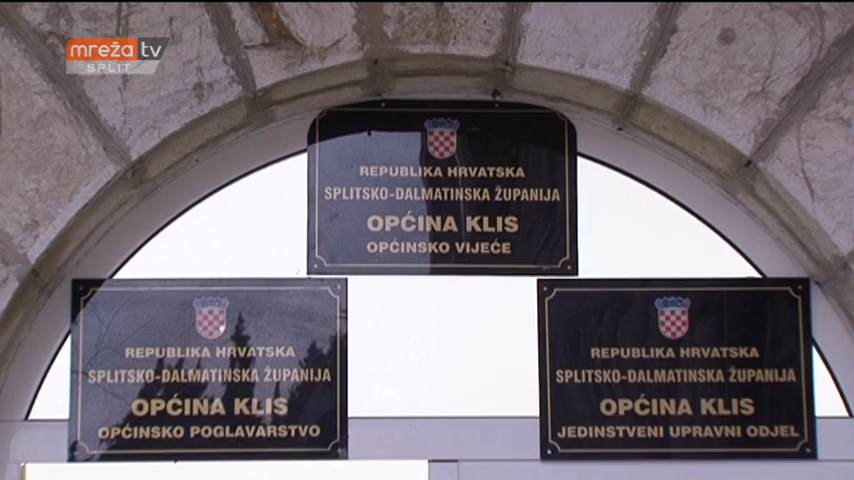 mreža tv
SPLIT
REPUBLIKA HRVATSKA
SPLITSKO-DALMATINSKA ŽUPANIJA
OPĆINA KLIS
OPĆINSKO VIJEĆE
REPUBLIKA HRVATSKA
SPLITSKO-DALMATINSKA ŽUPANIJA
OPĆINA KLIS
OPĆINSKO POGLAVARSTVO
REPUBLIKA HRVATSKA
SPLITSKO-DALMATINSKA ŽUPANIJA
OPĆINA KLIS
JEDINSTVENI UPRAVNI ODJEL